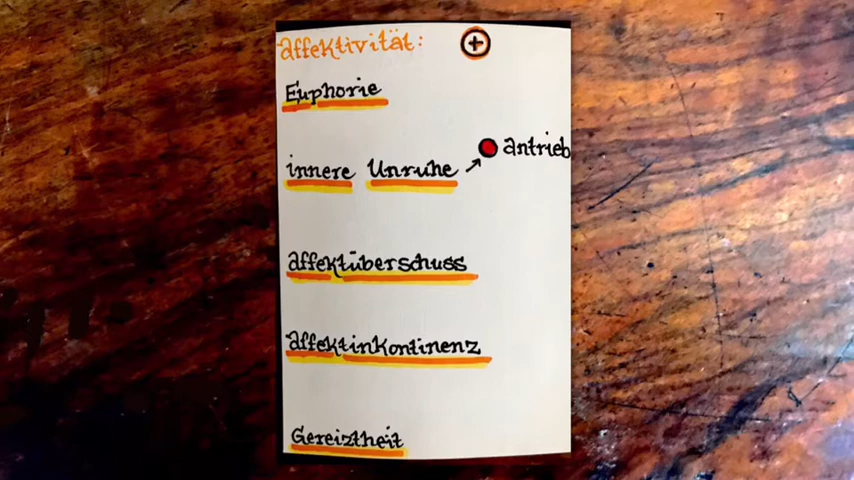 affektivität: +
Euphorie
antrieb
innere Unruhe ↗
affektüberschuss
affektinkontinenz
Gereiztheit